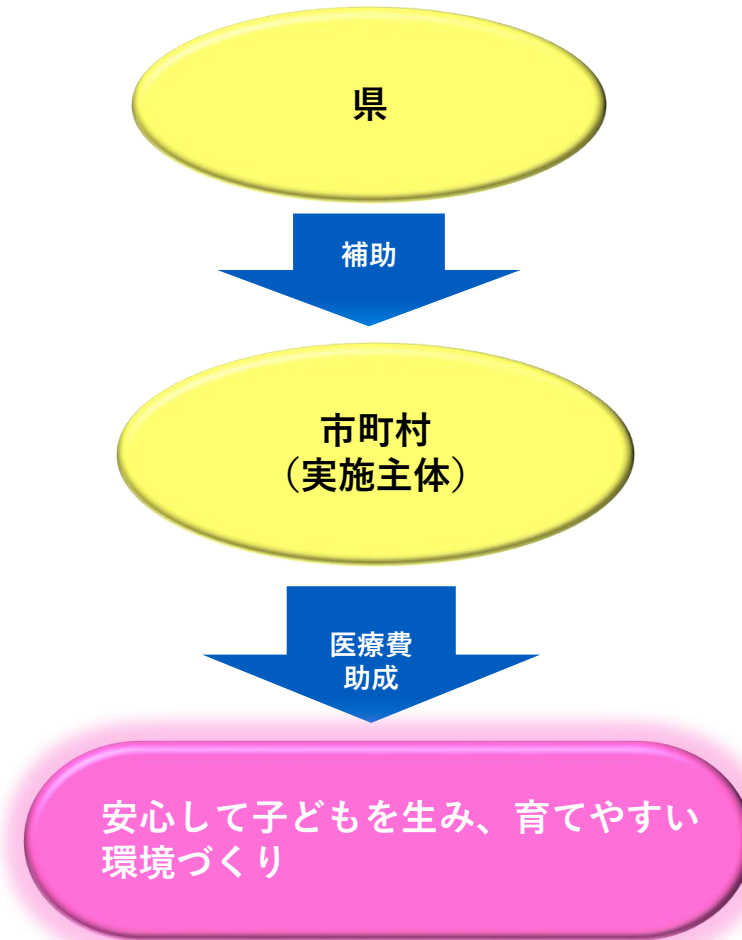 県
補助
市町村
（実施主体）
医療費
助成
安心して子どもを生み、育てやすい
環境づくり